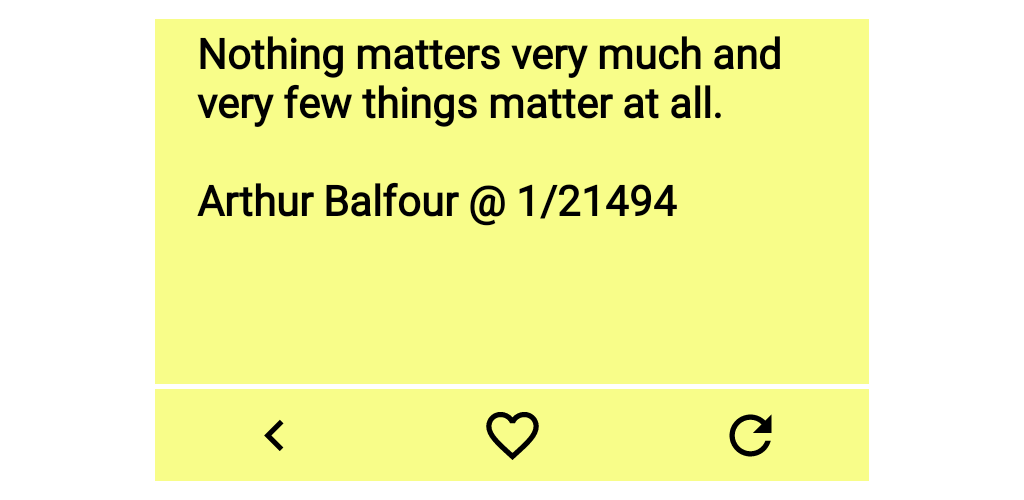 Nothing matters very much and
very few things matter at all.
Arthur Balfour @ 1/21494